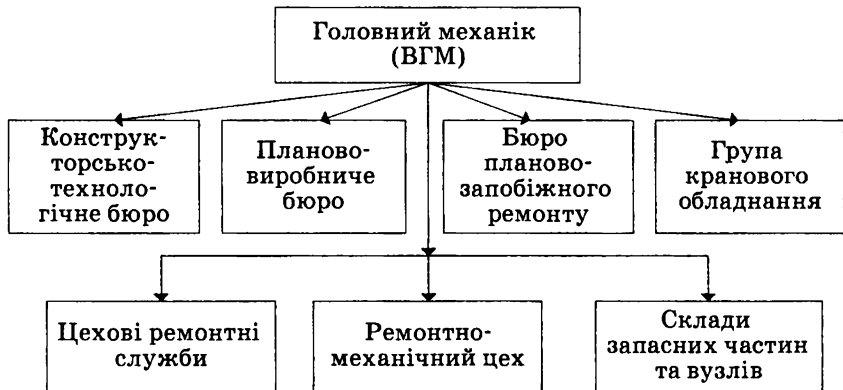 Головний механік
(ВГМ)
Конструк-
торсько-
техноло-
гічне бюро
Планово-
виробниче
бюро
Бюро
планово-
запобіжного
ремонту
Група
кранового
обладнання
Цехові ремонтні
служби
Ремонтно-
механічний цех
Склади
запасних частин
та вузлів